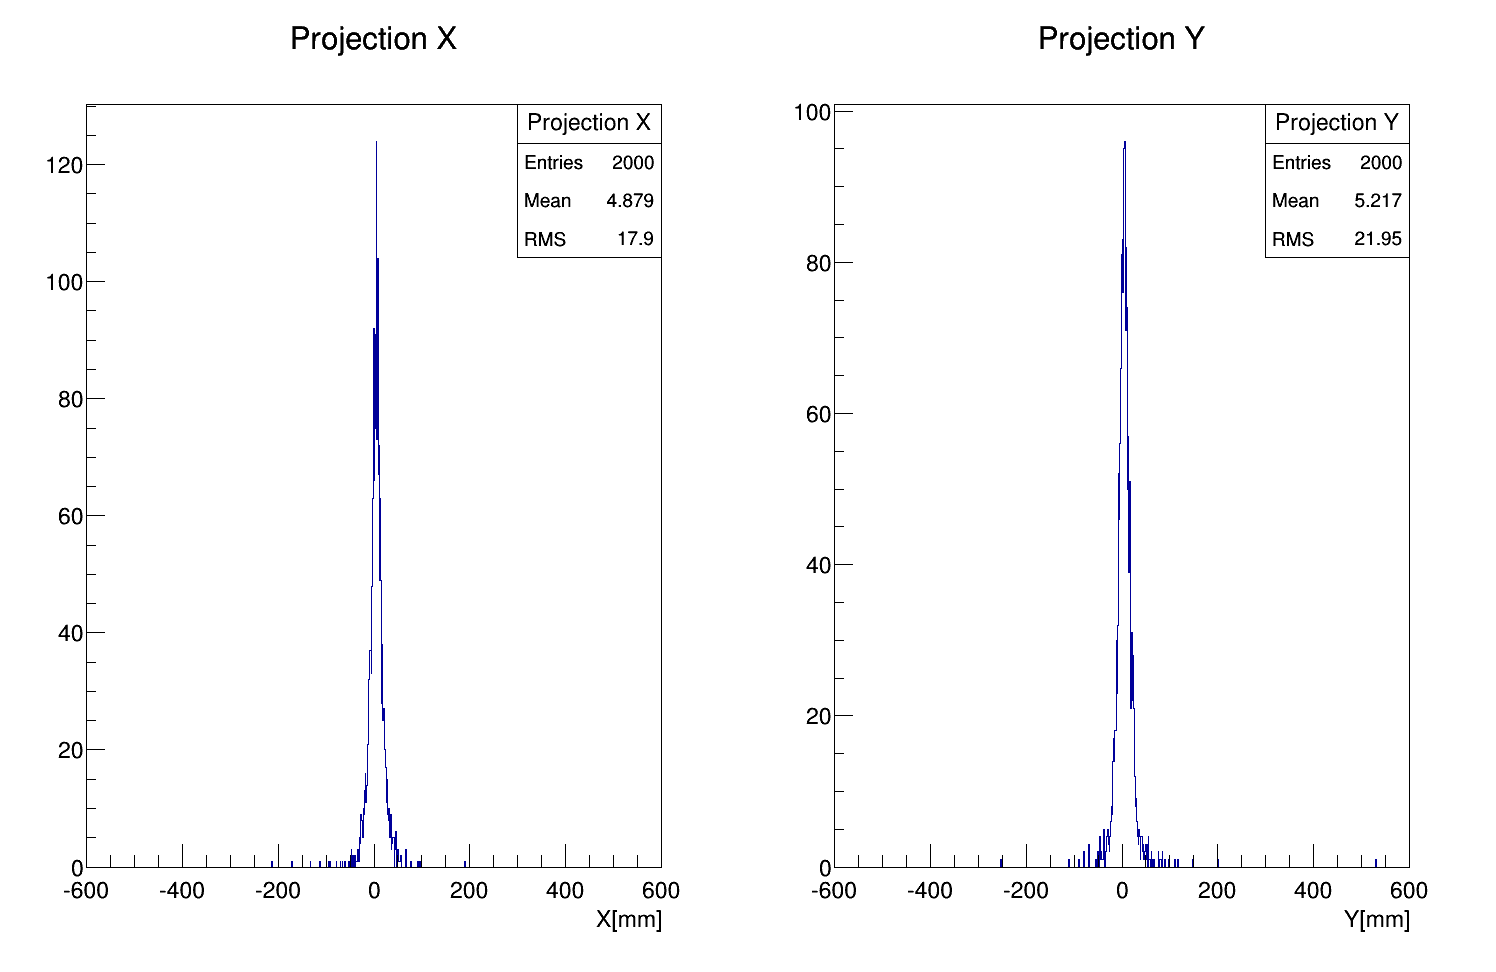 Projection X
Projection X
Entries 2000
Mean 4.879
RMS 17.9
120
100
80
60
40
20
0
-600 -400 -200 0 200 400 600
X[mm]
Projection Y
Projection Y
Entries 2000
Mean 5.217
RMS 21.95
100
80
60
40
20
0
-600 -400 -200 0 200 400 600
Y[mm]